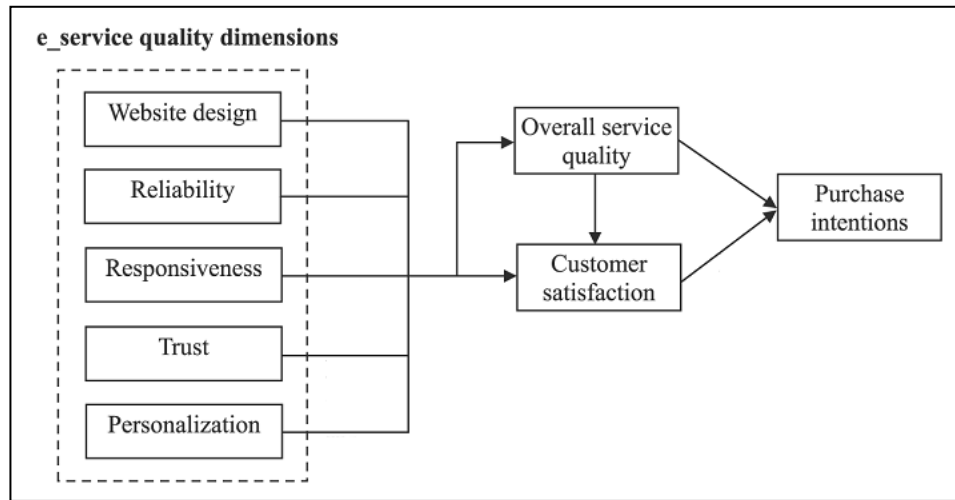 e_service quality dimensions
Website design
Reliability
Responsiveness
Trust
Personalization
Overall service
quality
Customer
satisfaction
Purchase
intentions